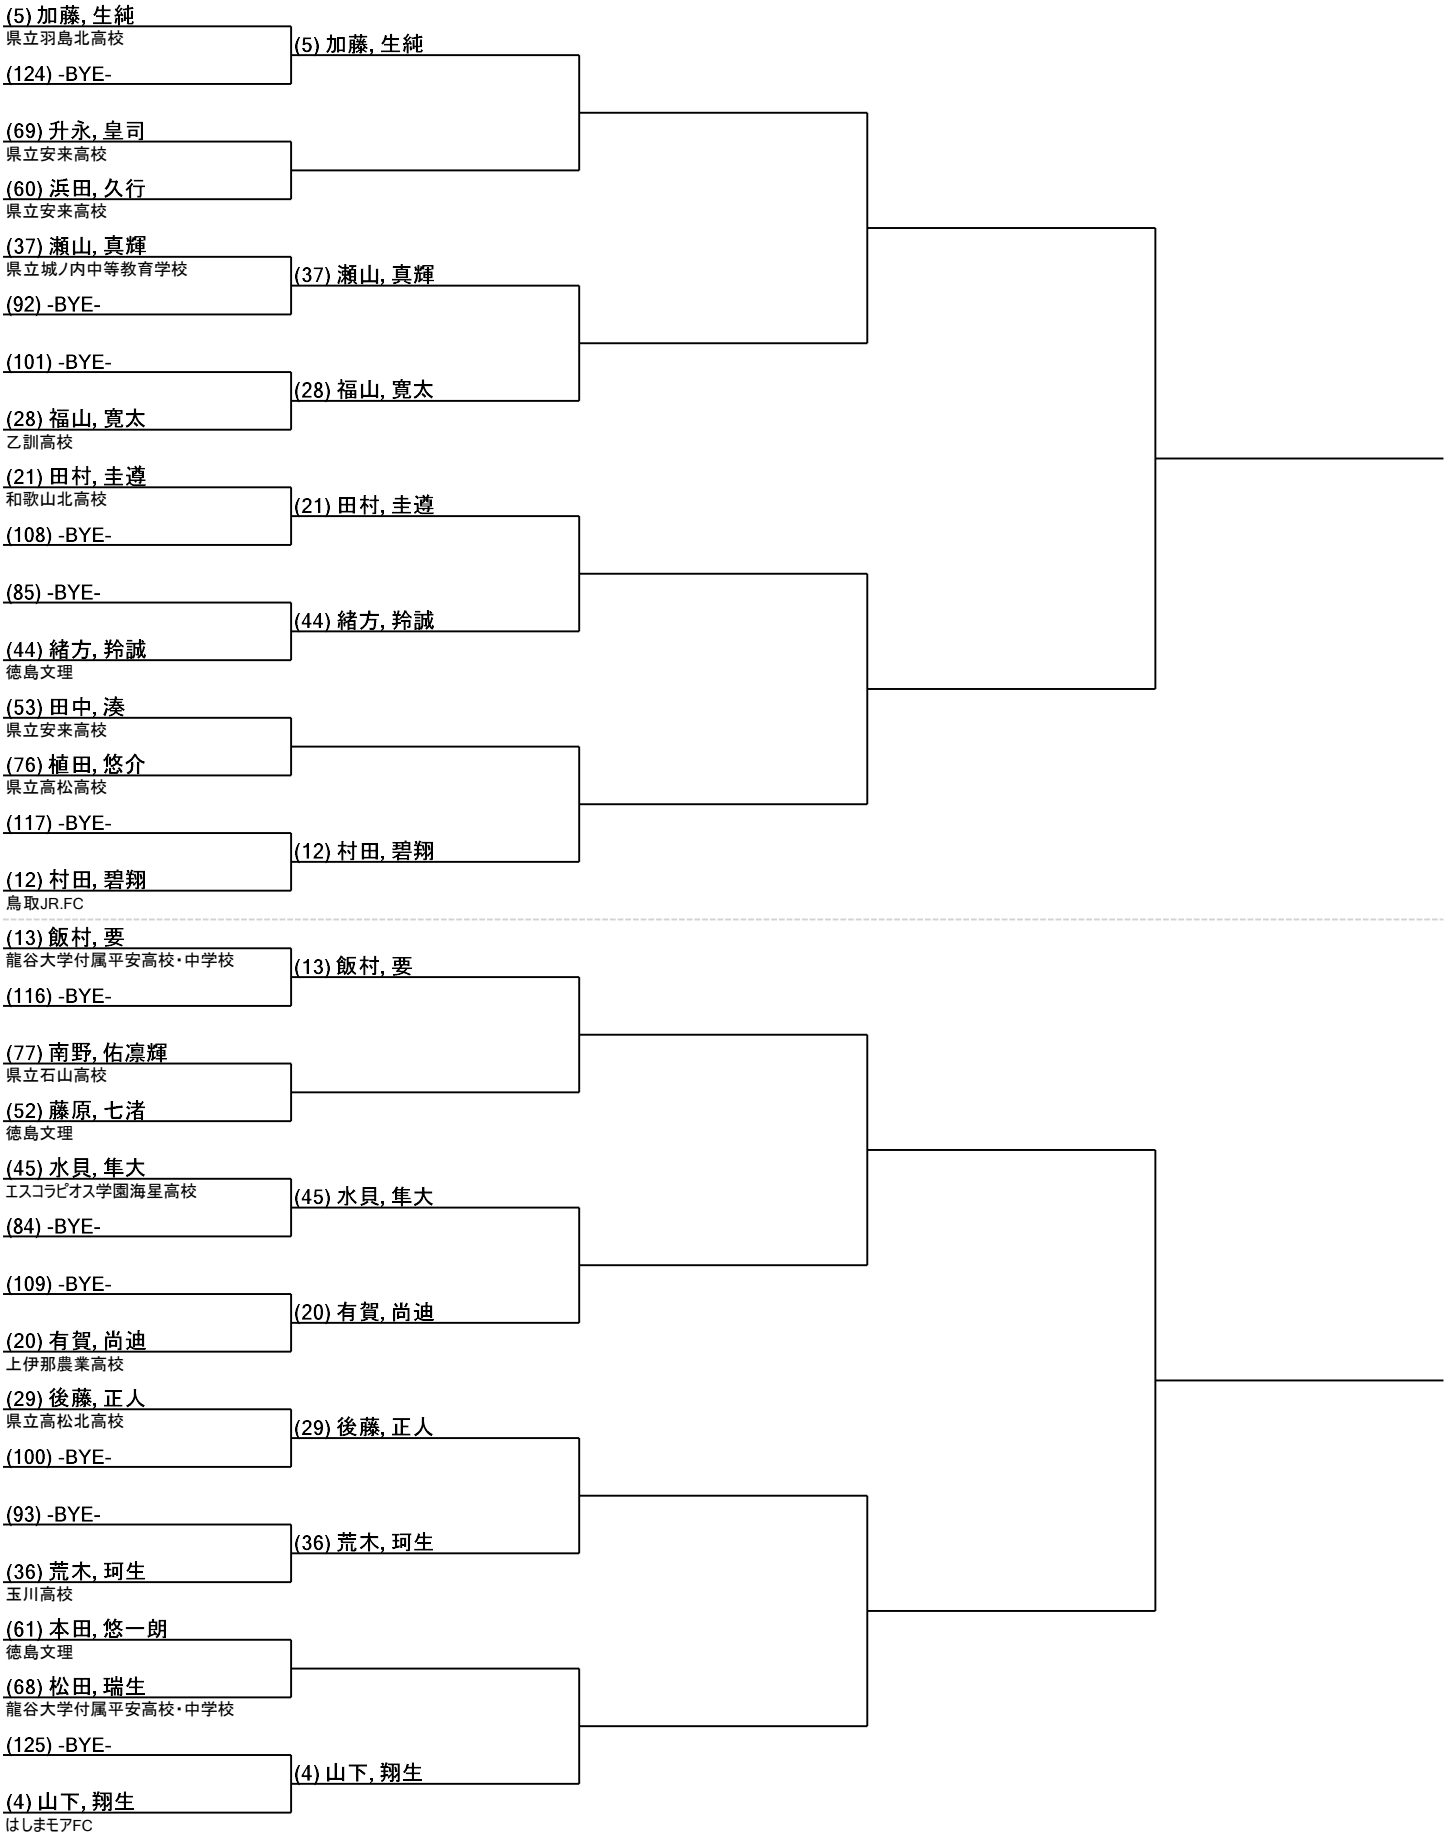 (5) 加藤, 生純
県立羽島北高校
(5) 加藤, 生純
(124) -BYE-
(69) 升永, 皇司
県立安来高校
(60) 浜田, 久行
県立安来高校
(37) 瀬山, 真輝
県立城ノ内中等教育学校
(37) 瀬山, 真輝
(92) -BYE-
(101) -BYE-
(28) 福山, 寛太
(28) 福山, 寛太
乙訓高校
(21) 田村, 圭遵
和歌山北高校
(21) 田村, 圭遵
(108) -BYE-
(85) -BYE-
(44) 緒方, 羚誠
(44) 緒方, 羚誠
徳島文理
(53) 田中, 湊
県立安来高校
(76) 植田, 悠介
県立高松高校
(117) -BYE-
(12) 村田, 碧翔
(12) 村田, 碧翔
鳥取JR.FC
(13) 飯村, 要
龍谷大学付属平安高校・中学校
(13) 飯村, 要
(116) -BYE-
(77) 南野, 佑凛輝
県立石山高校
(52) 藤原, 七渚
徳島文理
(45) 水貝, 隼大
エスコラピオス学園海星高校
(45) 水貝, 隼大
(84) -BYE-
(109) -BYE-
(20) 有賀, 尚迪
(20) 有賀, 尚迪
上伊那農業高校
(29) 後藤, 正人
県立高松北高校
(29) 後藤, 正人
(100) -BYE-
(93) -BYE-
(36) 荒木, 珂生
(36) 荒木, 珂生
玉川高校
(61) 本田, 悠一朗
徳島文理
(68) 松田, 瑞生
龍谷大学付属平安高校・中学校
(125) -BYE-
(4) 山下, 翔生
(4) 山下, 翔生
はしまモアFC